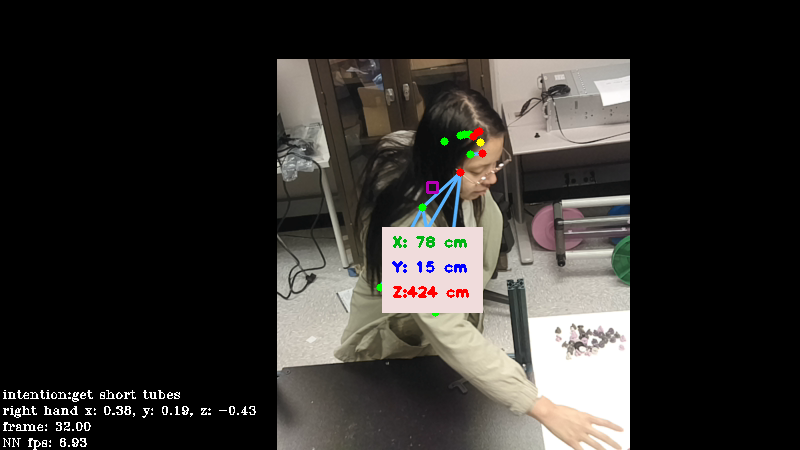 X: 78 cm
Y: 15 cm
Z:424 cm
intention:get short tubes
right hand x: 0.38, y: 0.19, z: -0.43
frame: 32.00
NN fps: 6.93